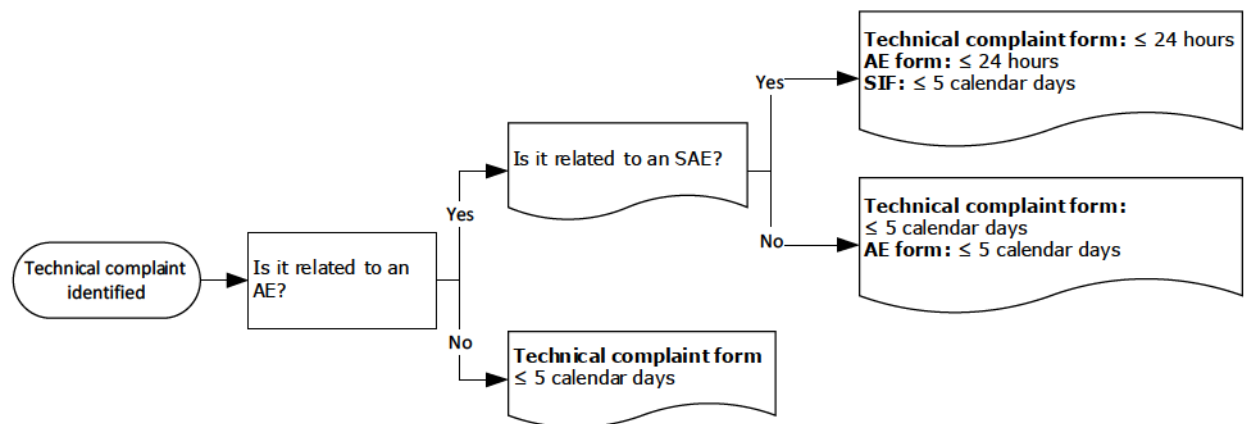 Technical complaint
identified
Is it related to an
AE?
Yes
No
Is it related to an SAE?
Technical complaint form
≤ 5 calendar days
Yes
No
Technical complaint form: ≤ 24 hours
AE form: ≤ 24 hours
SIF: ≤ 5 calendar days
Technical complaint form:
≤ 5 calendar days
AE form: ≤ 5 calendar days